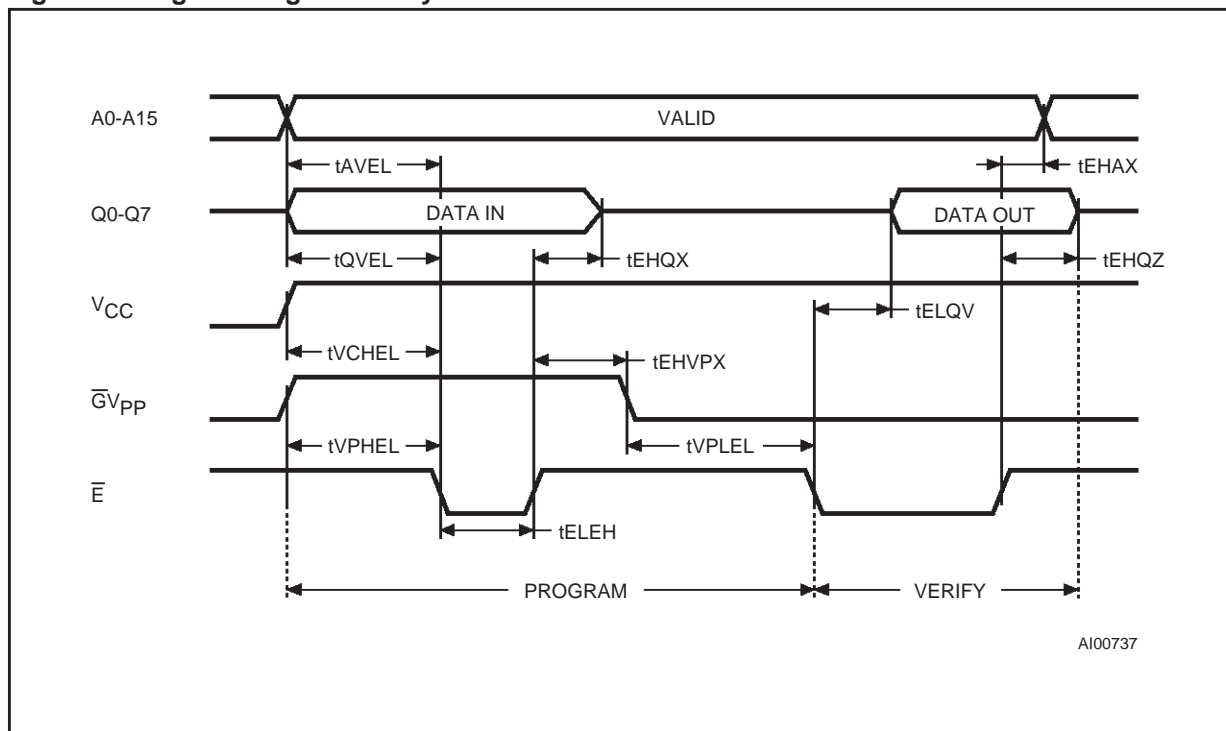 A0-A15
VALID
tAVEL
tEHAX
Q0-Q7
DATA IN
DATA OUT
tQVEL
tEHQX
tEHQZ
VCC
tELQV
tVCHEL
tEHVPX
G̅VPP
tVPHEL
tVPLEL
E̅
tELEH
PROGRAM
VERIFY
AI00737